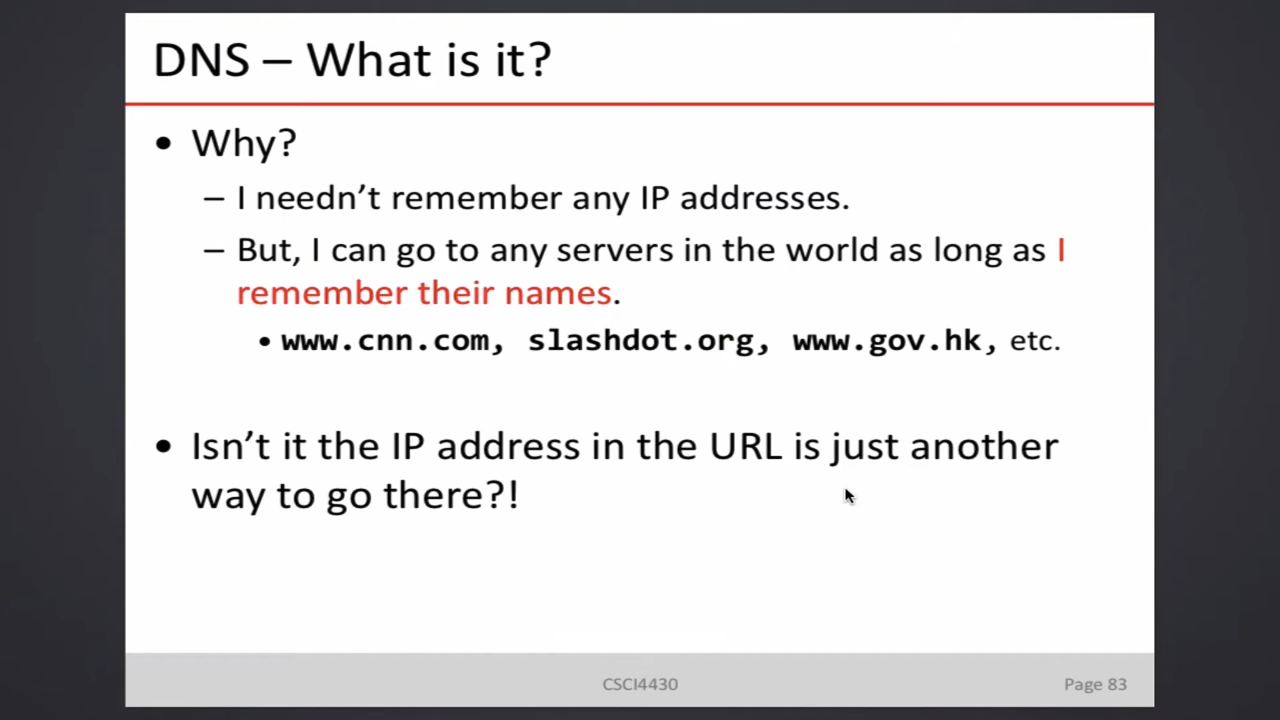 DNS – What is it?
• Why?
– I needn’t remember any IP addresses.
– But, I can go to any servers in the world as long as I
remember their names.
• www.cnn.com, slashdot.org, www.gov.hk, etc.
• Isn’t it the IP address in the URL is just another
way to go there?!
CSCI4430
Page 83